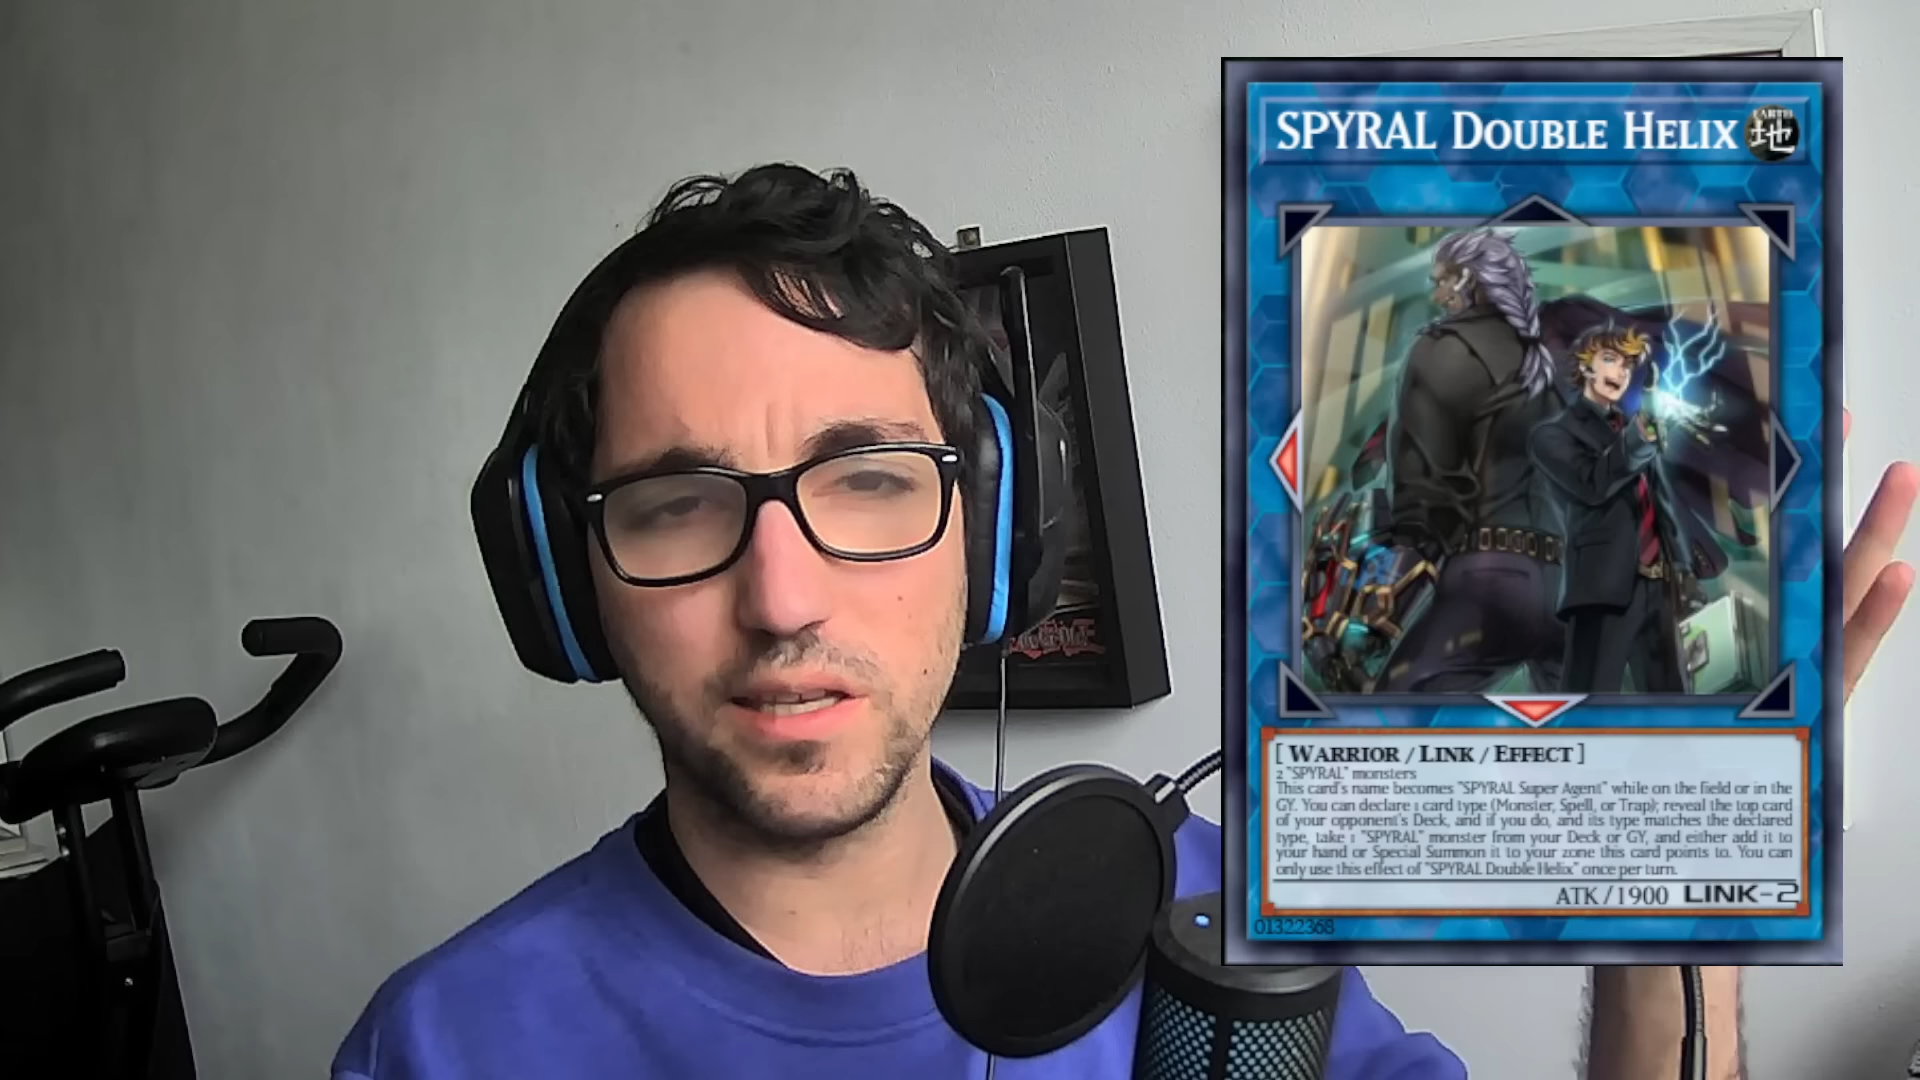 SPYRAL DOUBLE HELIX
EARTH
地
[ WARRIOR / LINK / EFFECT ]
2 "SPYRAL" monsters
This card's name becomes "SPYRAL Super Agent" while on the field or in the
GY. You can declare 1 card type (Monster, Spell, or Trap); reveal the top card
of your opponent's Deck, and if you do, and its type matches the declared
type, take 1 "SPYRAL" monster from your Deck or GY, and either add it to
your hand or Special Summon it to your zone this card points to. You can
only use this effect of "SPYRAL Double Helix" once per turn.
ATK / 1900 LINK-2
01322368